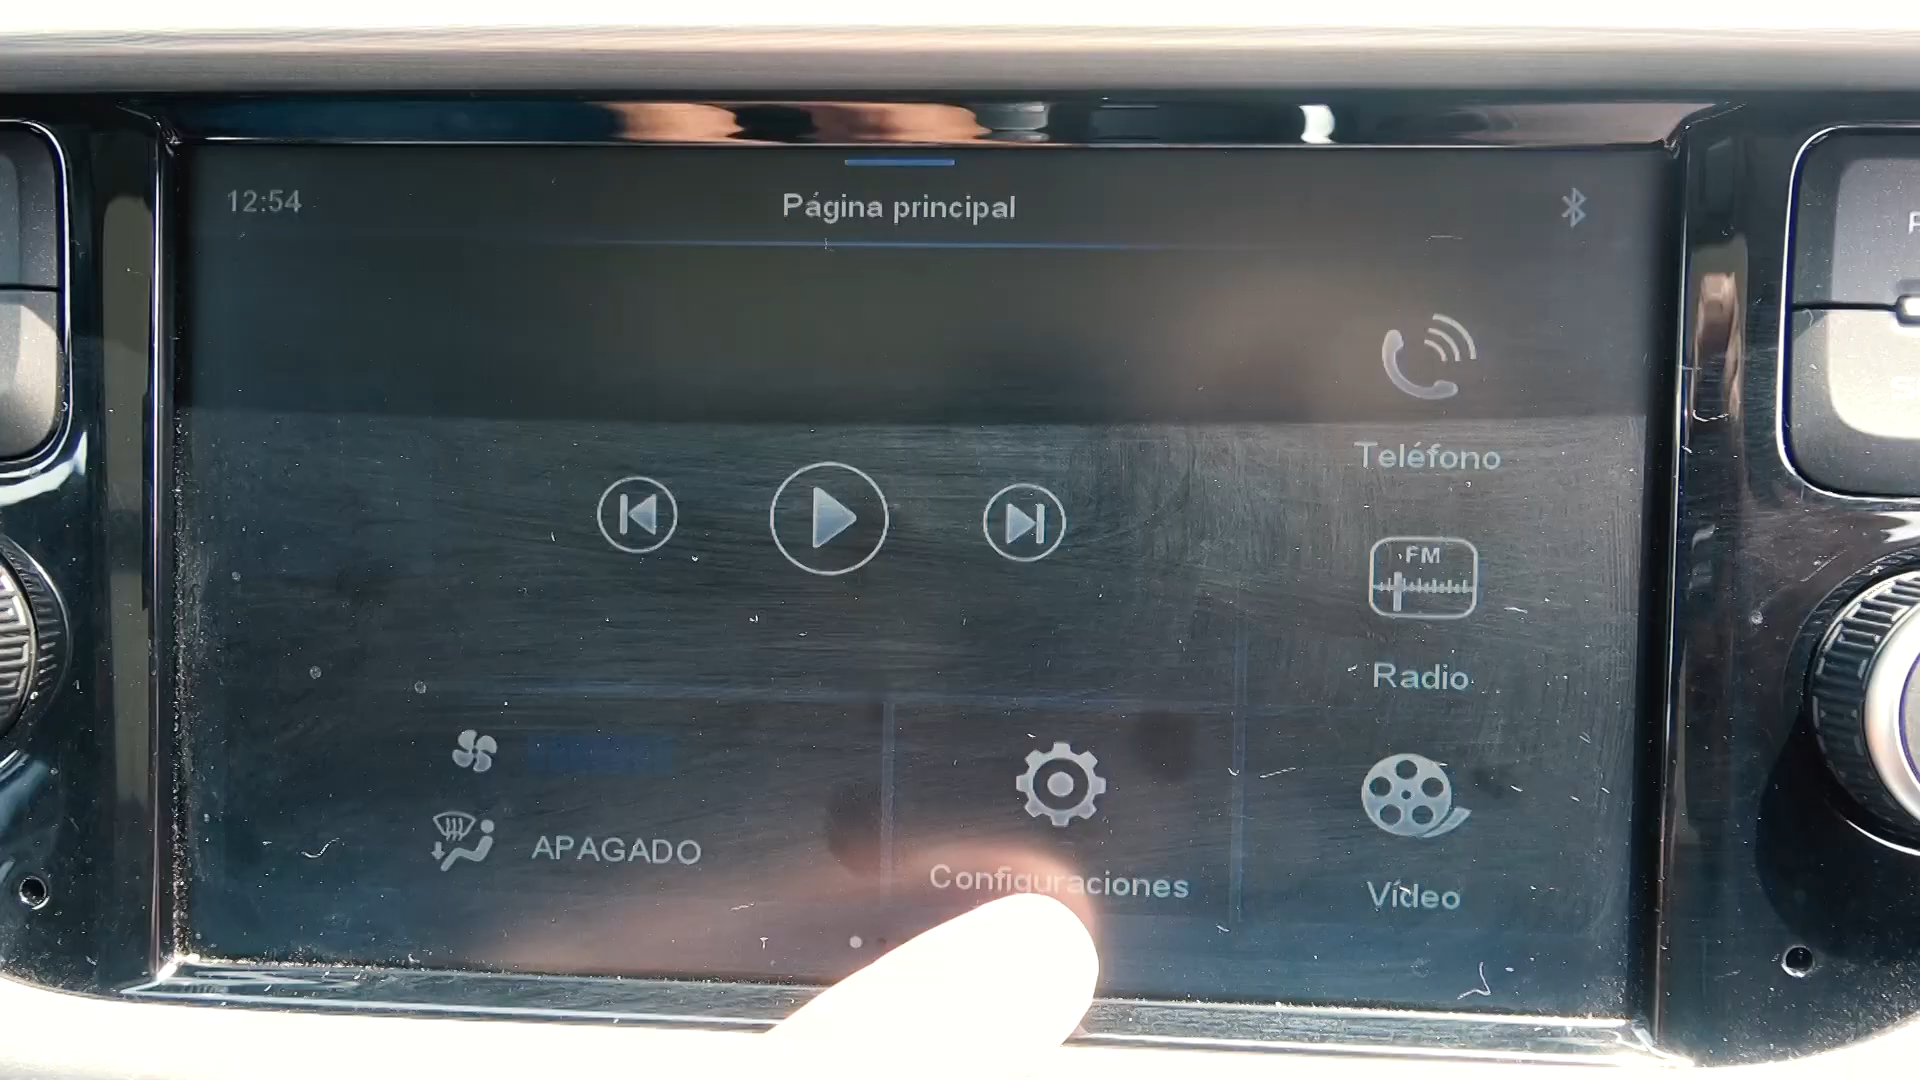 12:54
Página principal
Teléfono
FM
Radio
APAGADO
Configuraciones
Vídeo